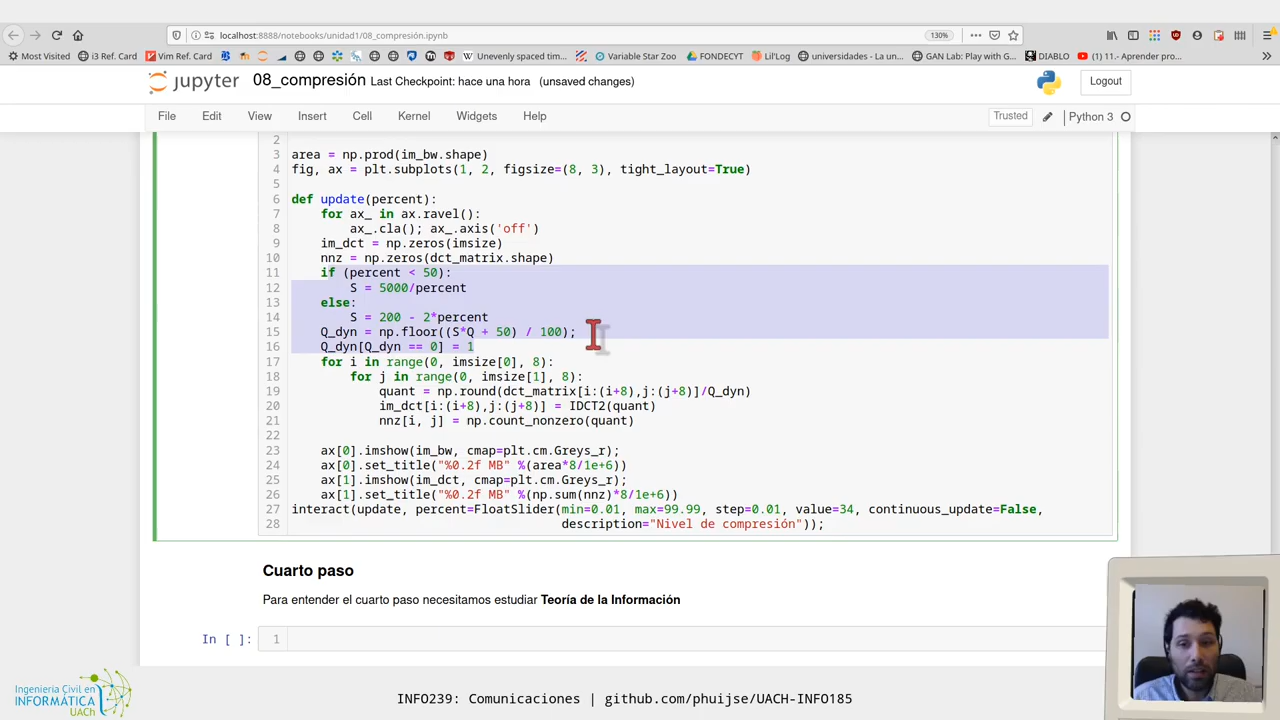 localhost:8888/notebooks/unidad1/08_compresión.ipynb
130%
Most Visited
i3 Ref. Card
Vim Ref. Card
Unevenly spaced tim...
Variable Star Zoo
FONDECYT
Lil'Log
universidades - La un...
GAN Lab: Play with G...
DIABLO
(1) 11.- Aprender pro...
jupyter 08_compresión Last Checkpoint: hace una hora (unsaved changes)
Logout
File Edit View Insert Cell Kernel Widgets Help
Trusted
Python 3
2
3 area = np.prod(im_bw.shape)
4 fig, ax = plt.subplots(1, 2, figsize=(8, 3), tight_layout=True)
5
6 def update(percent):
7 for ax_ in ax.ravel():
8 ax_.cla(); ax_.axis('off')
9 im_dct = np.zeros(imsize)
10 nnz = np.zeros(dct_matrix.shape)
11 if (percent < 50):
12 S = 5000/percent
13 else:
14 S = 200 - 2*percent
15 Q_dyn = np.floor((S*Q + 50) / 100);
16 Q_dyn[Q_dyn == 0] = 1
17 for i in range(0, imsize[0], 8):
18 for j in range(0, imsize[1], 8):
19 quant = np.round(dct_matrix[i:(i+8),j:(j+8)]/Q_dyn)
20 im_dct[i:(i+8),j:(j+8)] = IDCT2(quant)
21 nnz[i, j] = np.count_nonzero(quant)
22
23 ax[0].imshow(im_bw, cmap=plt.cm.Greys_r);
24 ax[0].set_title("%0.2f MB" %(area*8/1e+6))
25 ax[1].imshow(im_dct, cmap=plt.cm.Greys_r);
26 ax[1].set_title("%0.2f MB" %(np.sum(nnz)*8/1e+6))
27 interact(update, percent=FloatSlider(min=0.01, max=99.99, step=0.01, value=34, continuous_update=False,
28 description="Nivel de compresión"));
Cuarto paso
Para entender el cuarto paso necesitamos estudiar Teoría de la Información
In [ ]: 1
Ingeniería Civil en
INFORMÁTICA
UACh
INFO239: Comunicaciones | github.com/phuijse/UACH-INFO185